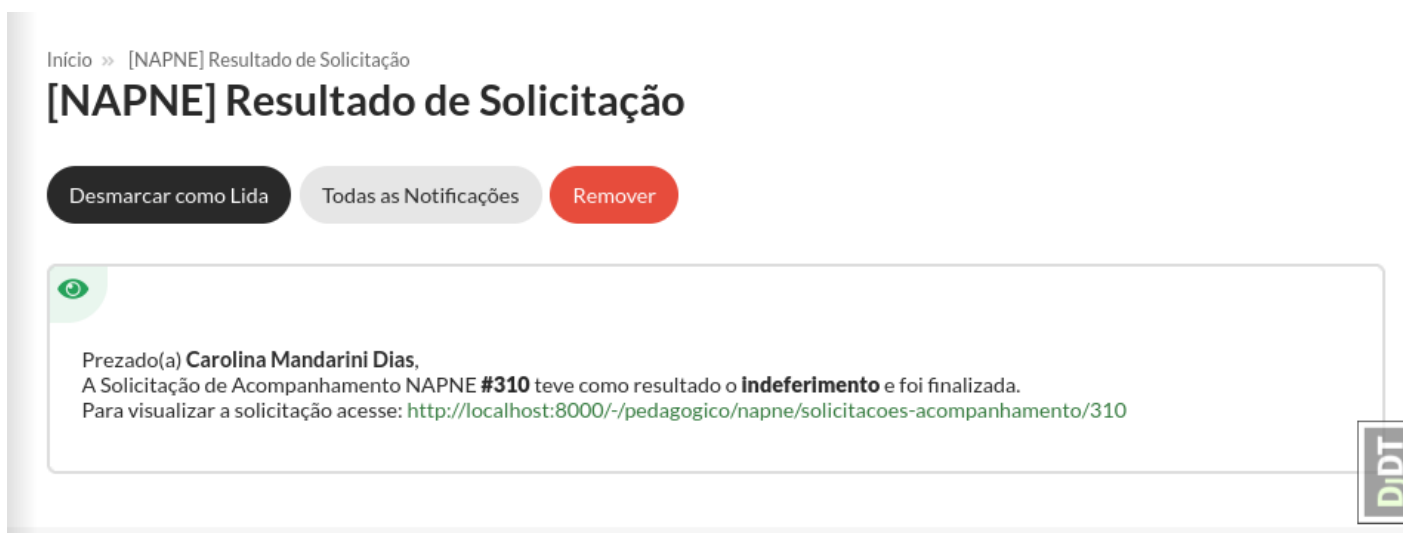 Início » [NAPNE] Resultado de Solicitação
[NAPNE] Resultado de Solicitação
Desmarcar como Lida Todas as Notificações Remover
Prezado(a) Carolina Mandarini Dias,
A Solicitação de Acompanhamento NAPNE #310 teve como resultado o indeferimento e foi finalizada.
Para visualizar a solicitação acesse: http://localhost:8000/-/pedagogico/napne/solicitacoes-acompanhamento/310
DjDT